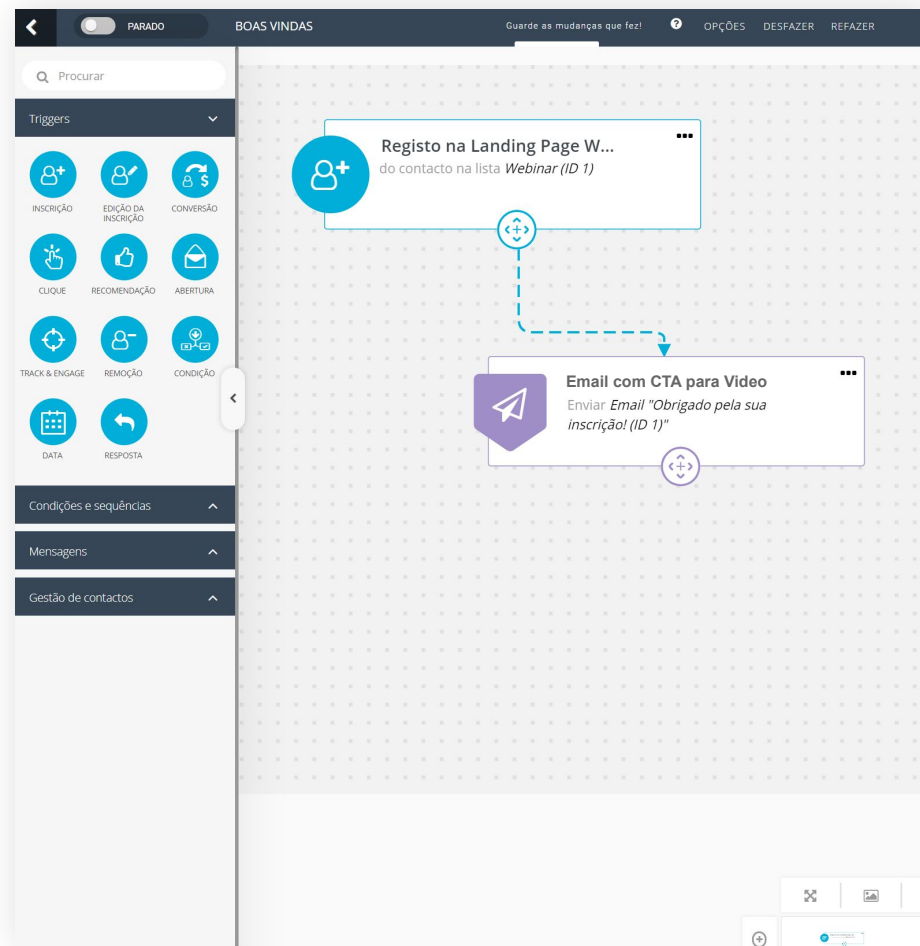 PARADO
BOAS VINDAS
Guarde as mudanças que fez!
?
OPÇÕES
DESFAZER
REFAZER
Procurar
Triggers
INSCRIÇÃO
EDIÇÃO DA
INSCRIÇÃO
CONVERSÃO
CLIQUE
RECOMENDAÇÃO
ABERTURA
TRACK & ENGAGE
REMOÇÃO
CONDIÇÃO
DATA
RESPOSTA
Condições e sequências
Mensagens
Gestão de contactos
Registo na Landing Page W...
do contacto na lista Webinar (ID 1)
Email com CTA para Video
Enviar Email "Obrigado pela sua
inscrição! (ID 1)"